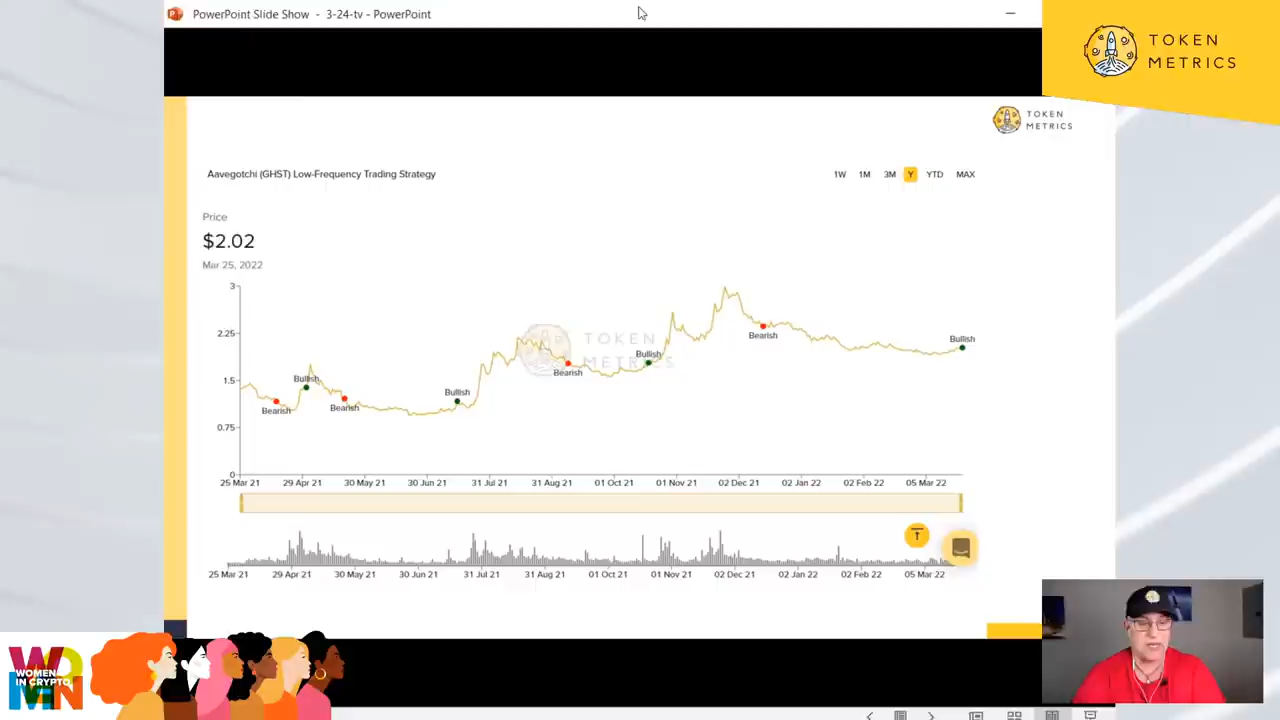 PowerPoint Slide Show - 3-24-tv - PowerPoint
TOKEN
METRICS
TOKEN
METRICS
Aavegotchi (GHST) Low-Frequency Trading Strategy
1W 1M 3M Y YTD MAX
Price
$2.02
Mar 25, 2022
3
2.25
1.5
0.75
0
TOKEN
METRICS
Bearish
Bullish
Bearish
Bullish
Bearish
Bullish
Bearish
Bullish
25 Mar 21 29 Apr 21 30 May 21 30 Jun 21 31 Jul 21 31 Aug 21 01 Oct 21 01 Nov 21 02 Dec 21 02 Jan 22 02 Feb 22 05 Mar 22
25 Mar 21 29 Apr 21 30 May 21 30 Jun 21 31 Jul 21 31 Aug 21 01 Oct 21 01 Nov 21 02 Dec 21 02 Jan 22 02 Feb 22 05 Mar 22
WOMEN
WOMEN
IN CRYPTO